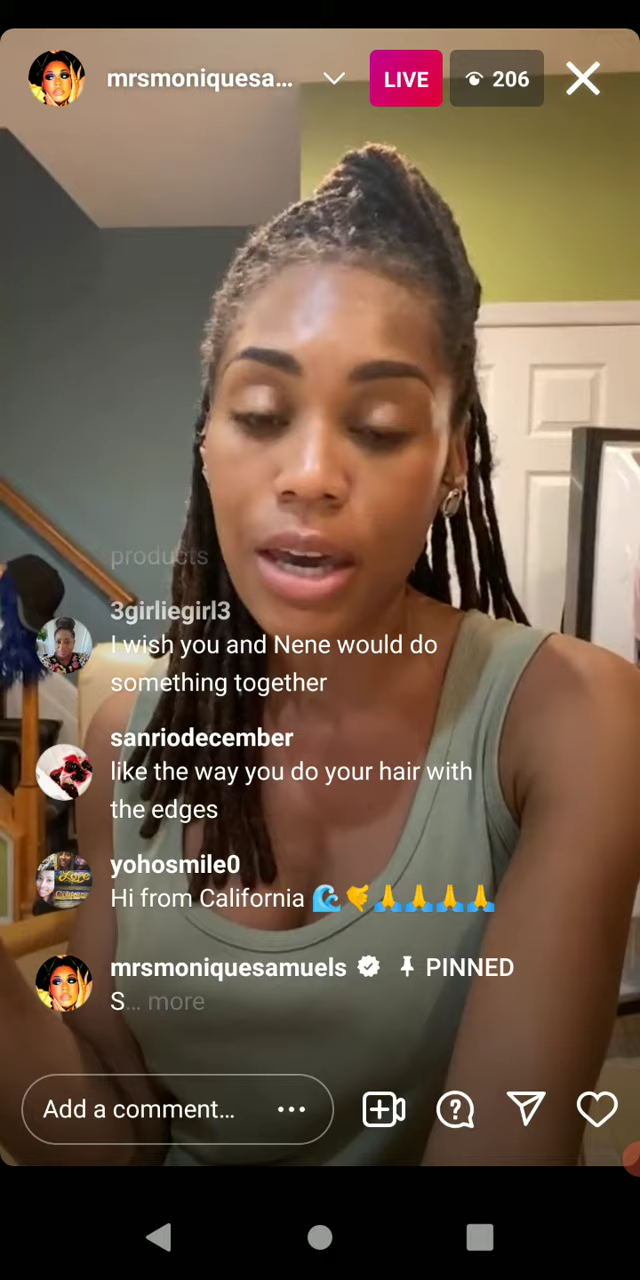 mrsmoniquesa...
LIVE
206
products
3girliegirl3
I wish you and Nene would do
something together
sanriodecember
like the way you do your hair with
the edges
yohosmile0
Hi from California 🌊🤙🙏🙏🙏🙏
mrsmoniquesamuels PINNED
S... more
Add a comment...